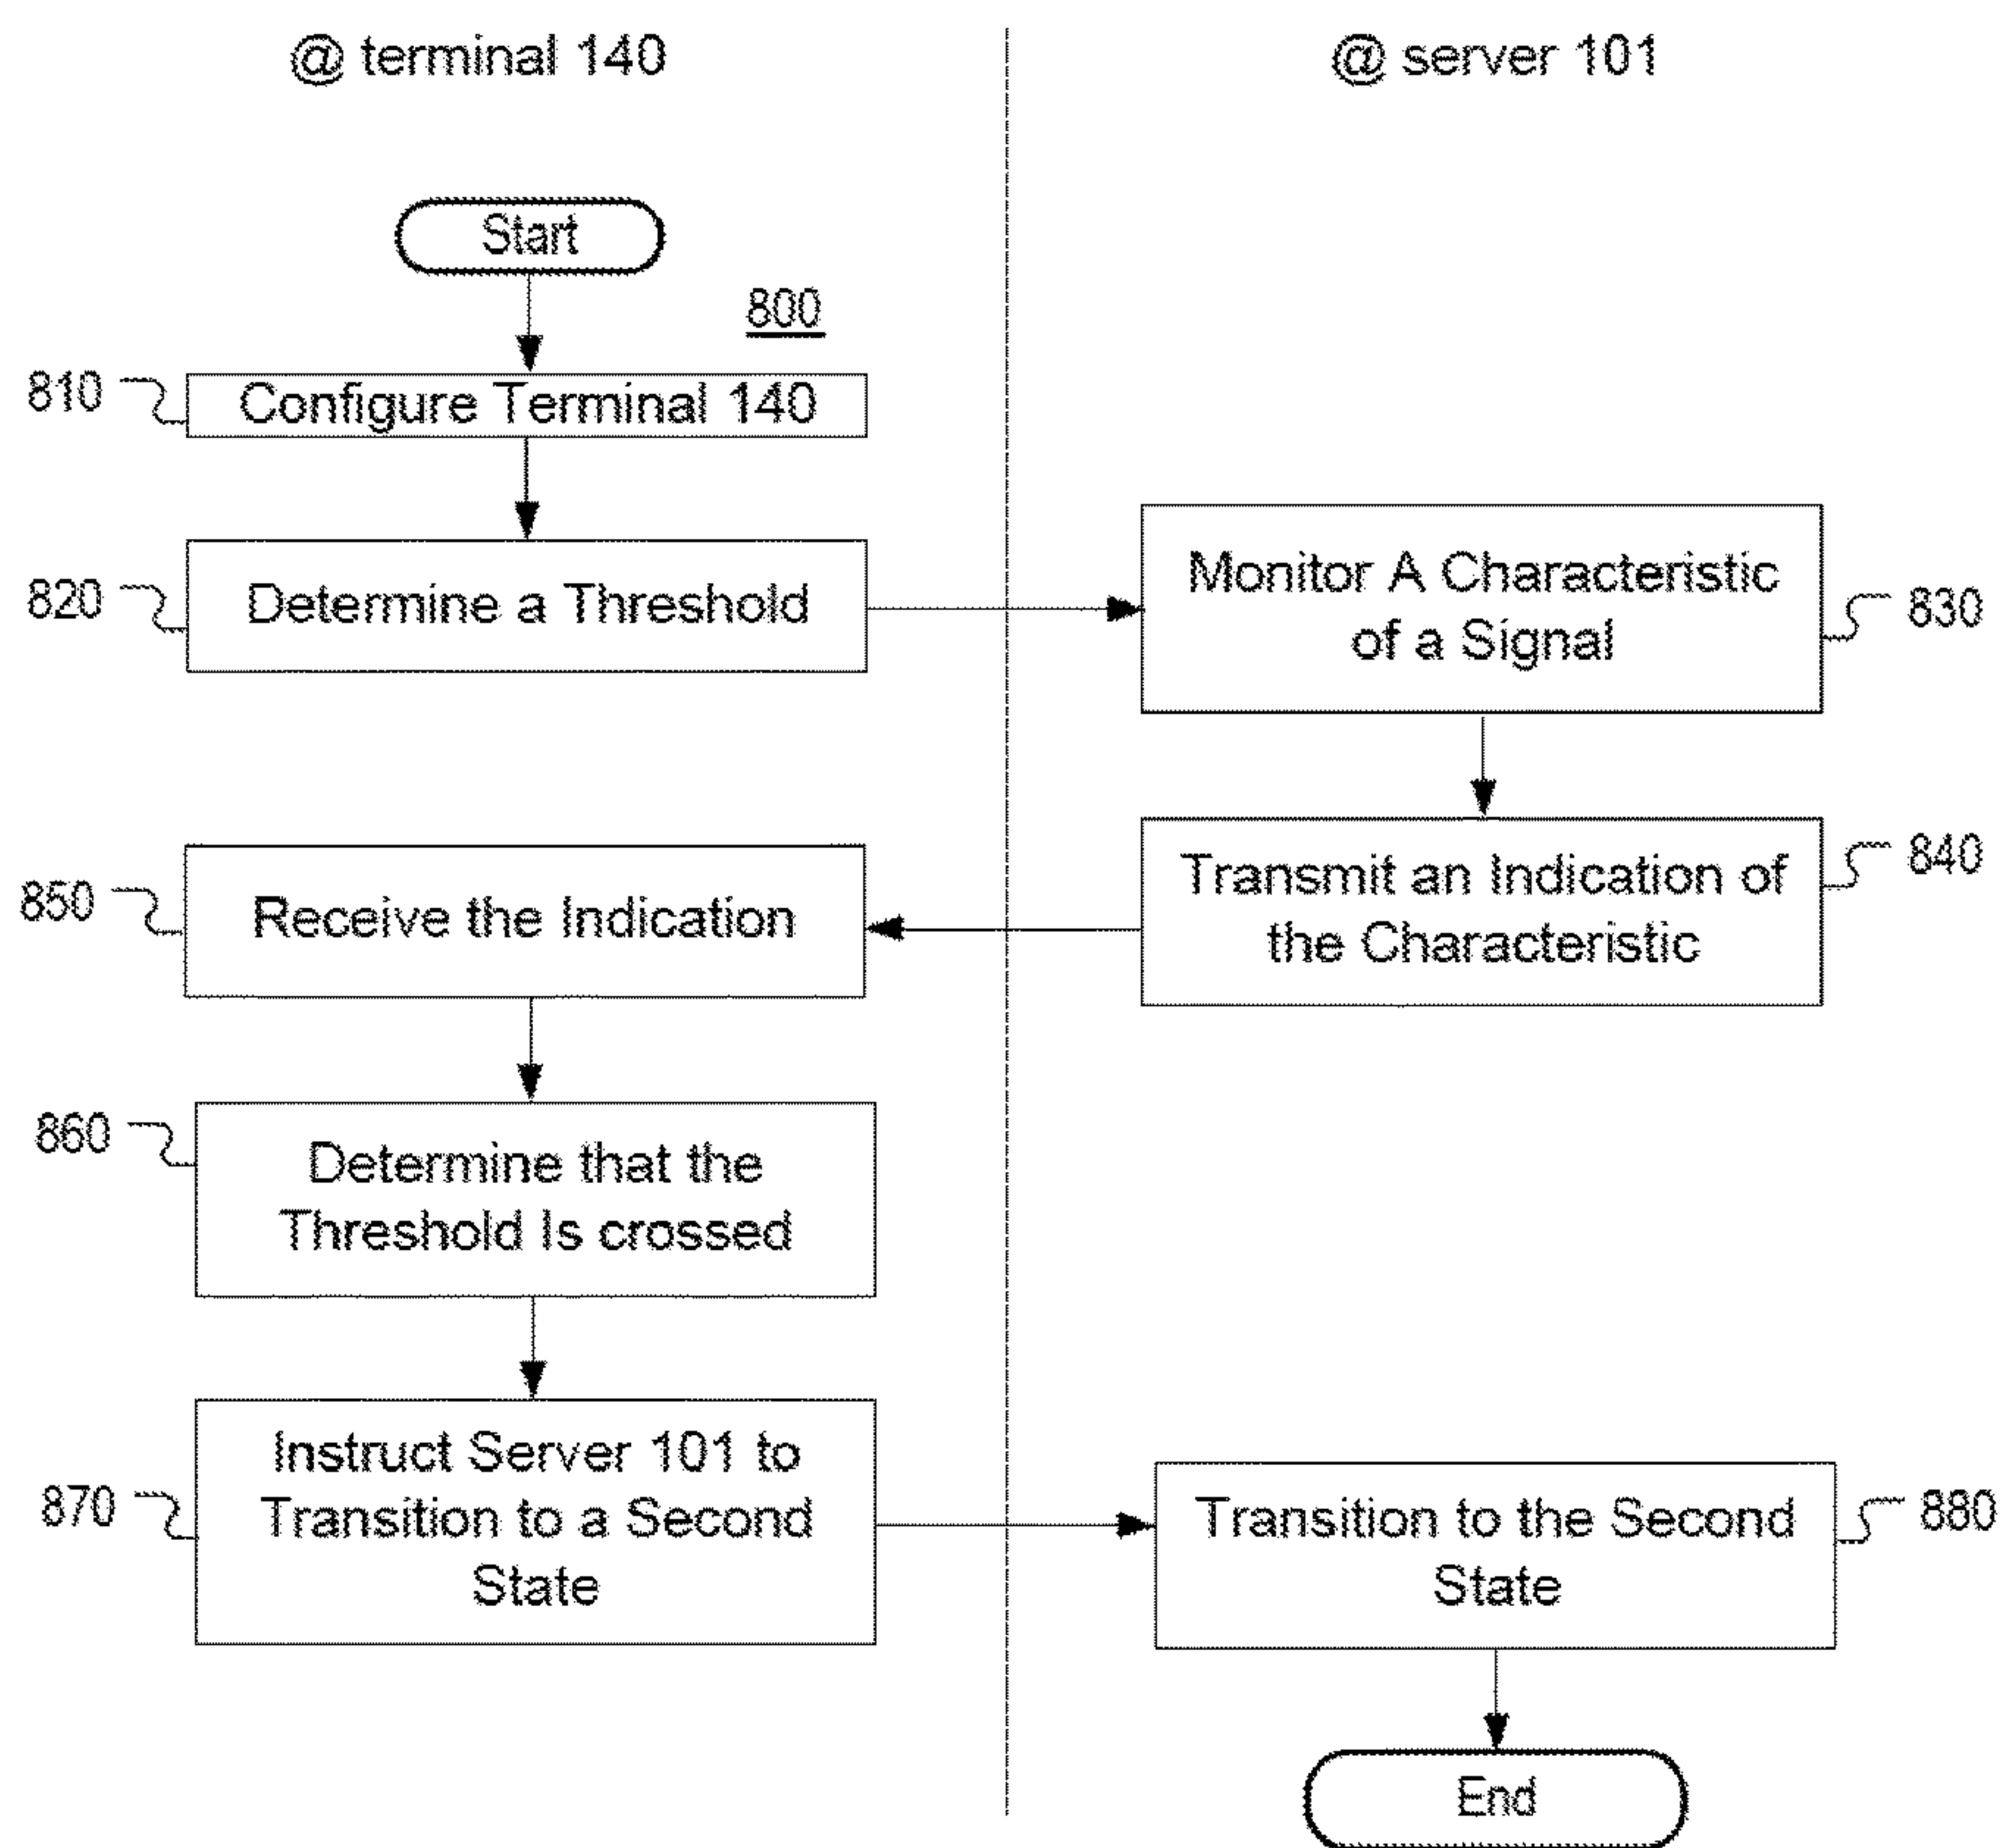 @ terminal 140
@ server 101
Start
800
810
Configure Terminal 140
820
Determine a Threshold
Monitor A Characteristic
of a Signal
830
Transmit an Indication of
the Characteristic
840
850
Receive the Indication
860
Determine that the
Threshold Is crossed
870
Instruct Server 101 to
Transition to a Second
State
Transition to the Second
State
880
End